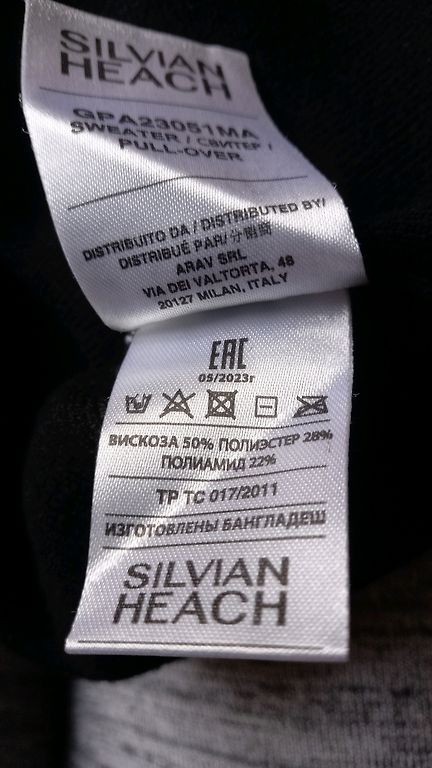 SILVIAN
HEACH
GPA23051MA
SWEATER / СВИТЕР /
PULL-OVER
DISTRIBUITO DA / DISTRIBUTED BY/
DISTRIBUÉ PAR/分銷商
ARAV SRL
VIA DEI VALTORTA, 48
20127 MILAN, ITALY
EAC
05/2023г
ВИСКОЗА 50% ПОЛИЭСТЕР 28%
ПОЛИАМИД 22%
ТР ТС 017/2011
ИЗГОТОВЛЕНЫ БАНГЛАДЕШ
SILVIAN
HEACH